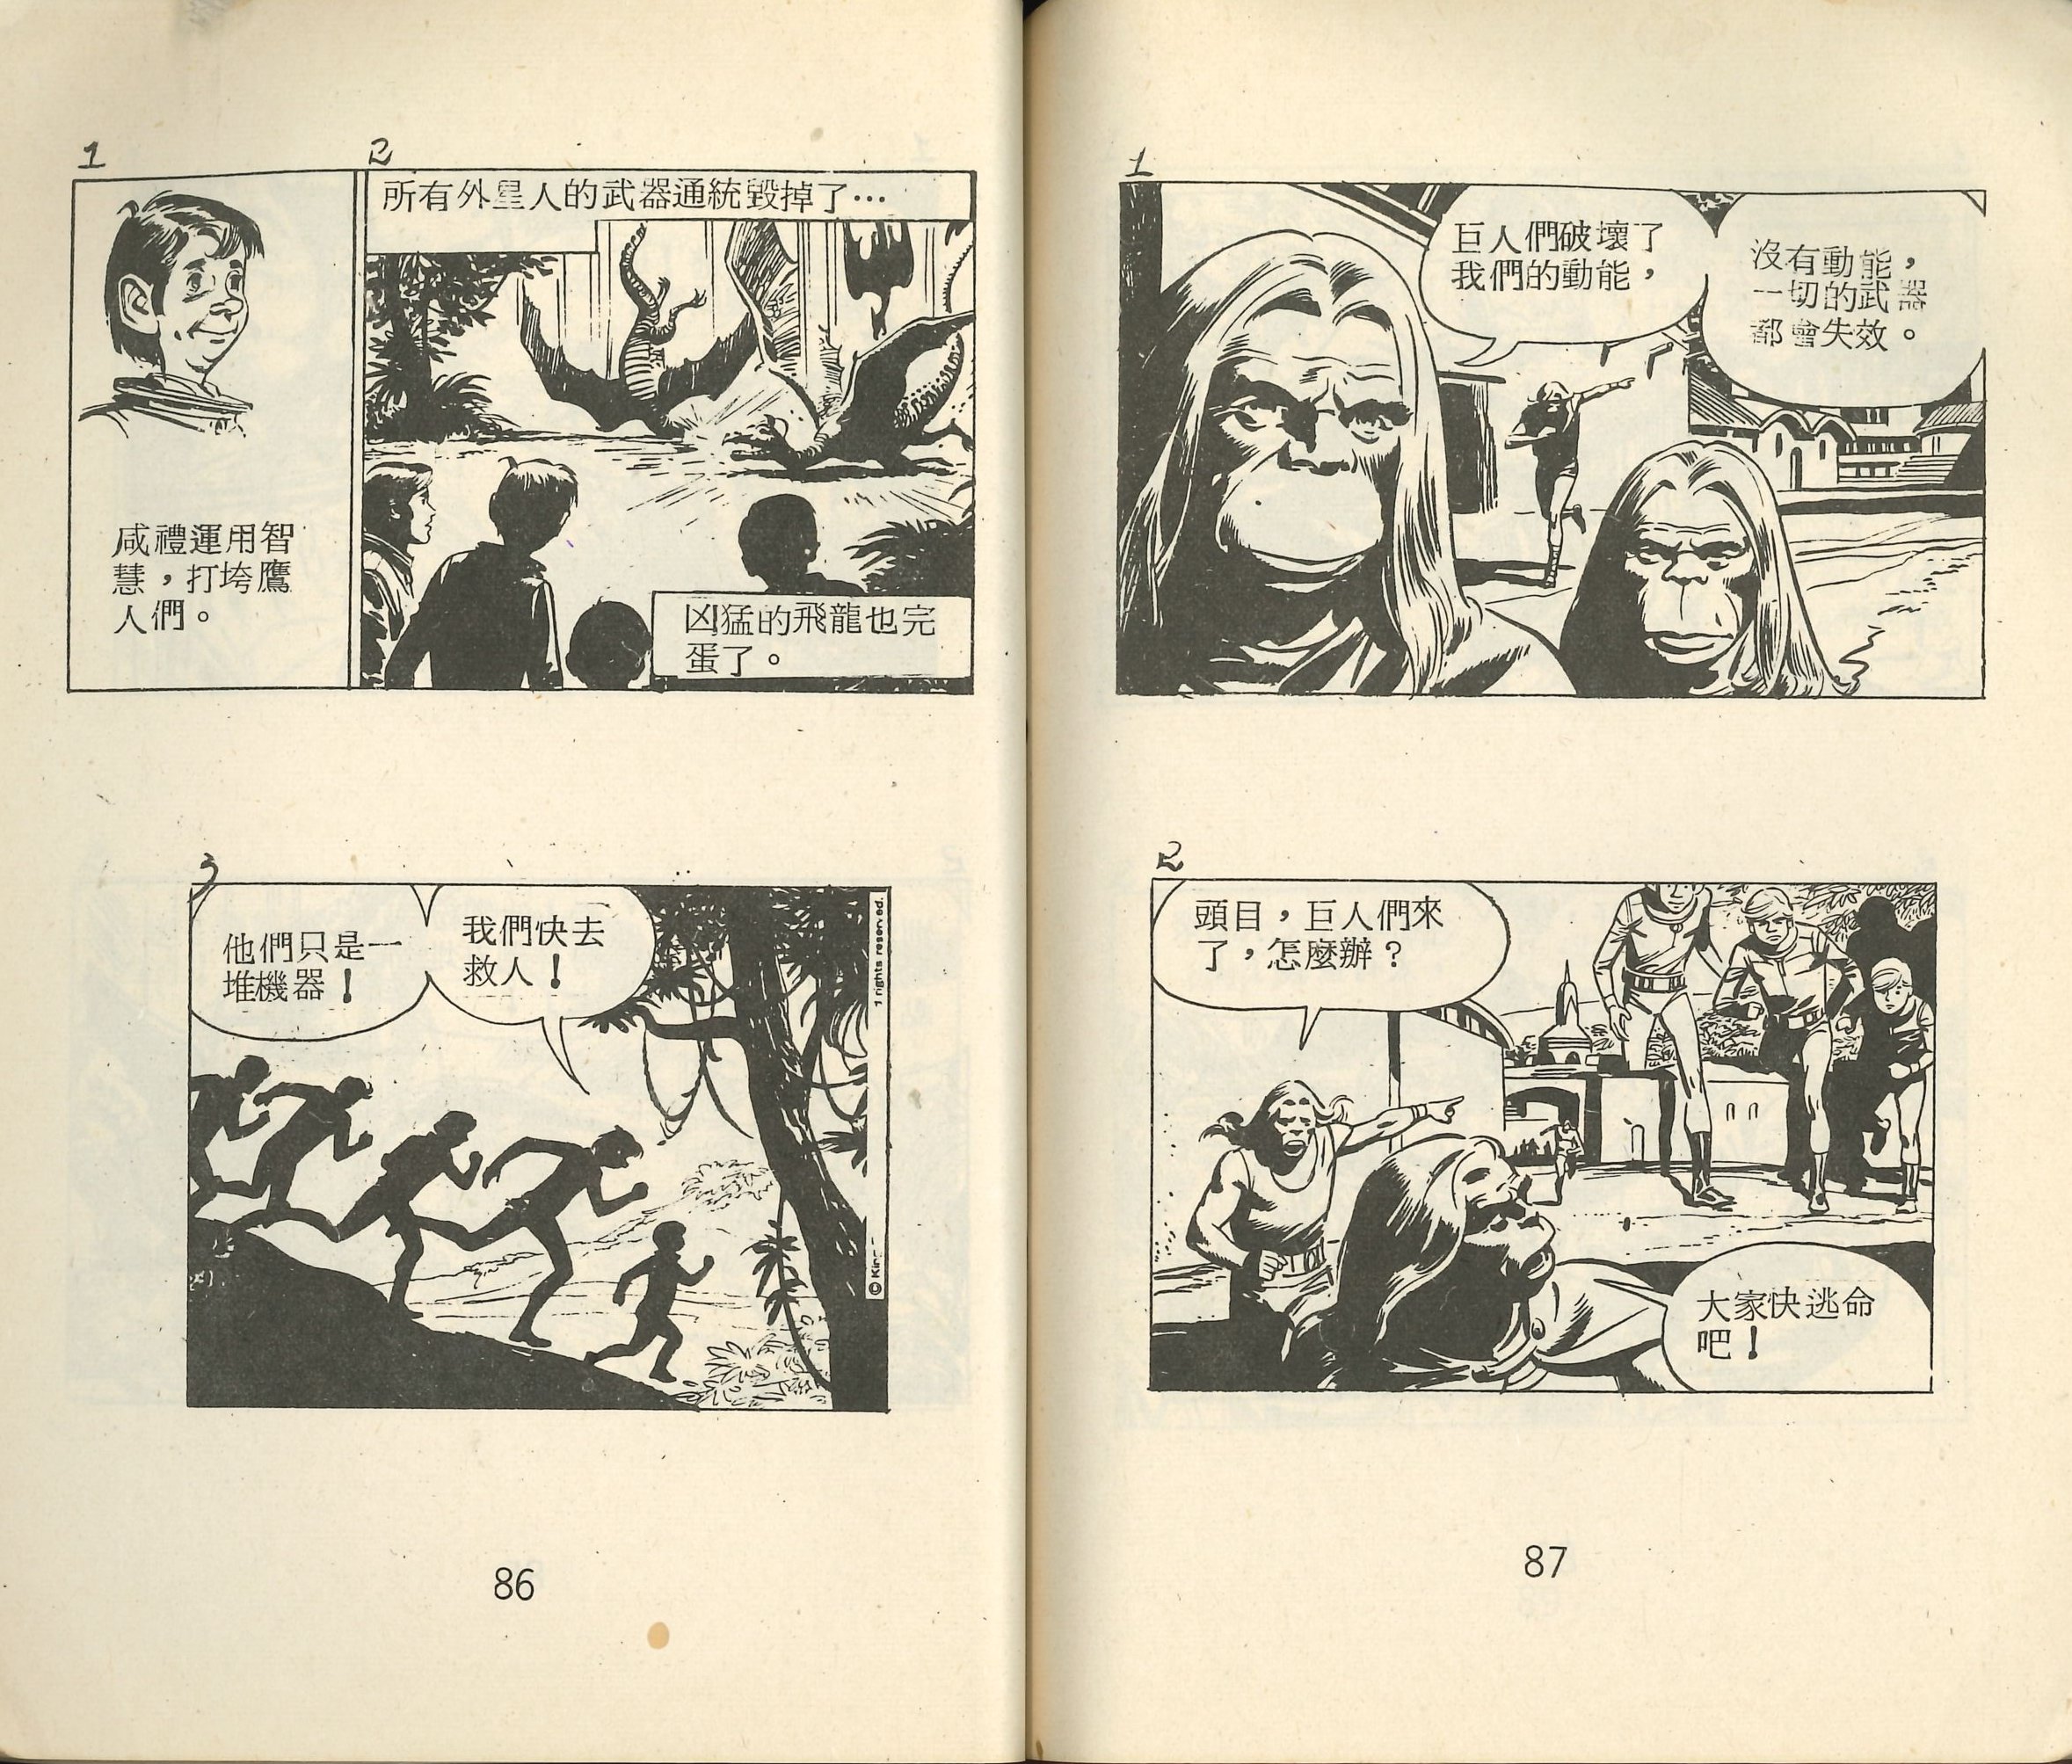 1
咸禮運用智
慧，打垮鷹
人們。
2
所有外星人的武器通統毀掉了…
凶猛的飛龍也完
蛋了。
3
他們只是一
堆機器！
我們快去
救人！
© Kin
rights reserved.
86
1
巨人們破壞了
我們的動能，
沒有動能，
一切的武器
都會失效。
2
頭目，巨人們來
了，怎麼辦？
大家快逃命
吧！
87